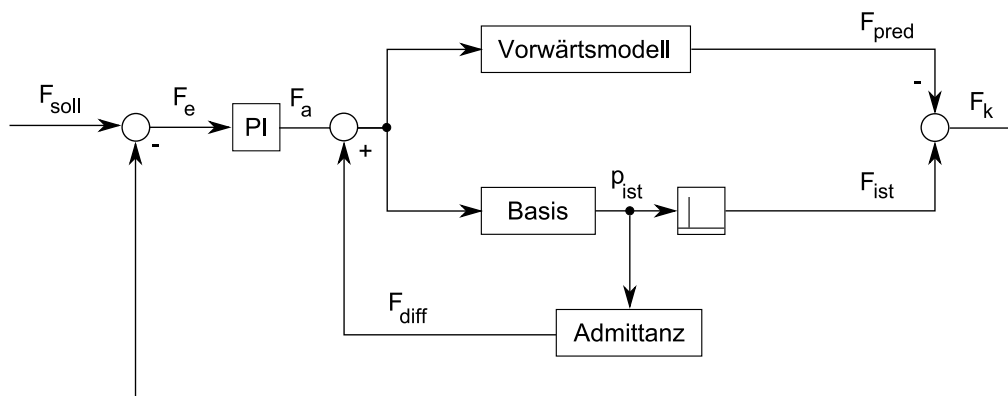 Vorwärtsmodell
F_pred
-
F_soll
F_e
PI
F_a
+
-
F_k
Basis
p_ist
F_ist
F_diff
Admittanz